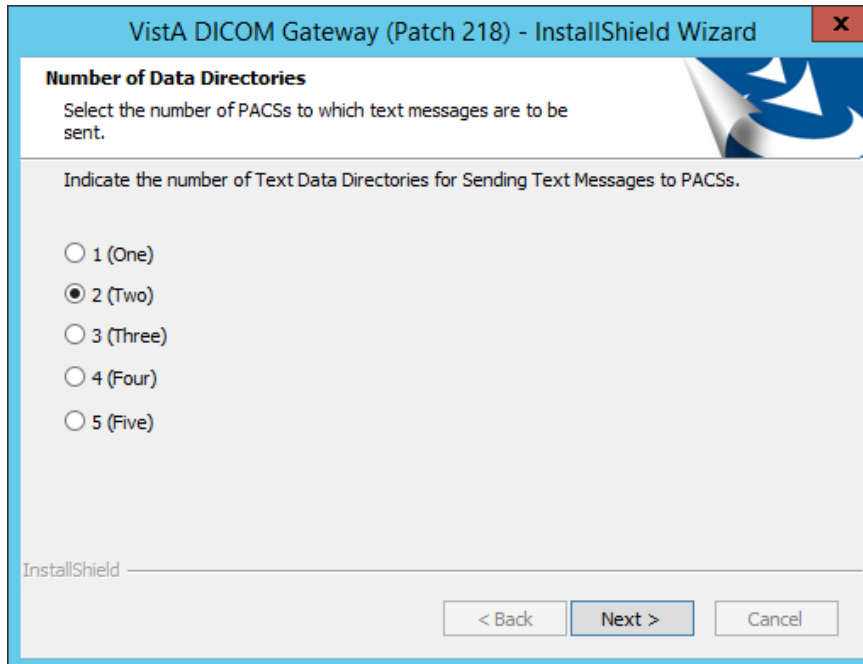 VistA DICOM Gateway (Patch 218) - InstallShield Wizard
x
Number of Data Directories
Select the number of PACSs to which text messages are to be
sent.
Indicate the number of Text Data Directories for Sending Text Messages to PACSs.
1 (One)
2 (Two)
3 (Three)
4 (Four)
5 (Five)
InstallShield
< Back Next > Cancel